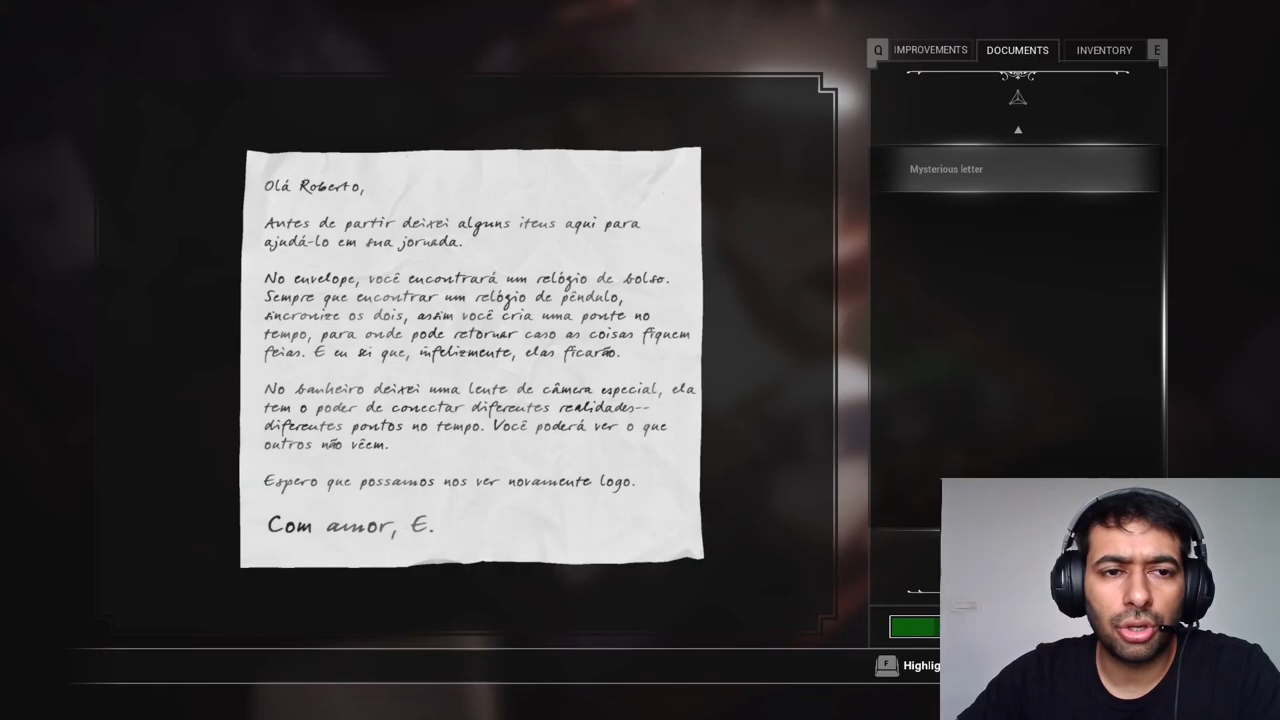 Q IMPROVEMENTS DOCUMENTS INVENTORY E
Mysterious letter
Olá Roberto,
Antes de partir deixei alguns itens aqui para
ajudá-lo em sua jornada.
No envelope, você encontrará um relógio de bolso.
Sempre que encontrar um relógio de pêndulo,
sincronize os dois, assim você cria uma ponte no
tempo, para onde pode retornar caso as coisas fiquem
feias. E eu sei que, infelizmente, elas ficarão.
No banheiro deixei uma lente de câmera especial, ela
tem o poder de conectar diferentes realidades--
diferentes pontos no tempo. Você poderá ver o que
outros não vêem.
Espero que possamos nos ver novamente logo.
Com amor, E.
F Highlig